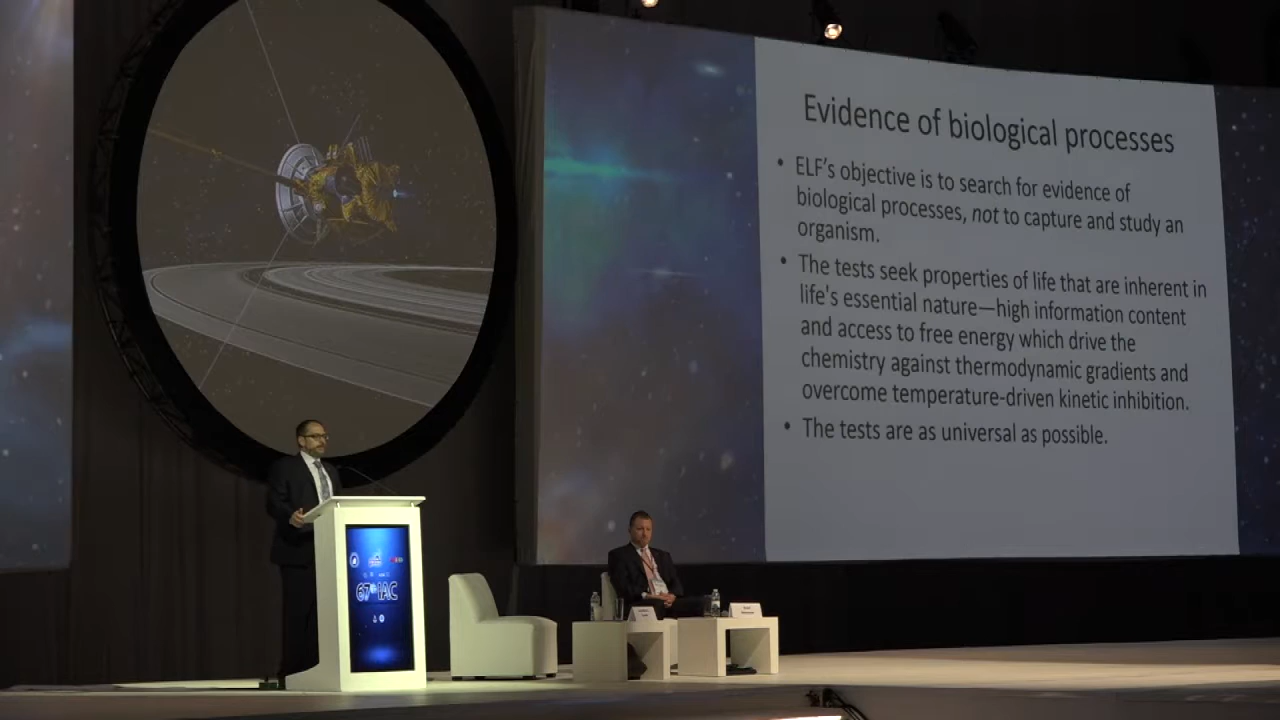 Evidence of biological processes
• ELF's objective is to search for evidence of
biological processes, not to capture and study an
organism.
• The tests seek properties of life that are inherent in
life's essential nature—high information content
and access to free energy which drive the
chemistry against thermodynamic gradients and
overcome temperature-driven kinetic inhibition.
• The tests are as universal as possible.
67th IAC